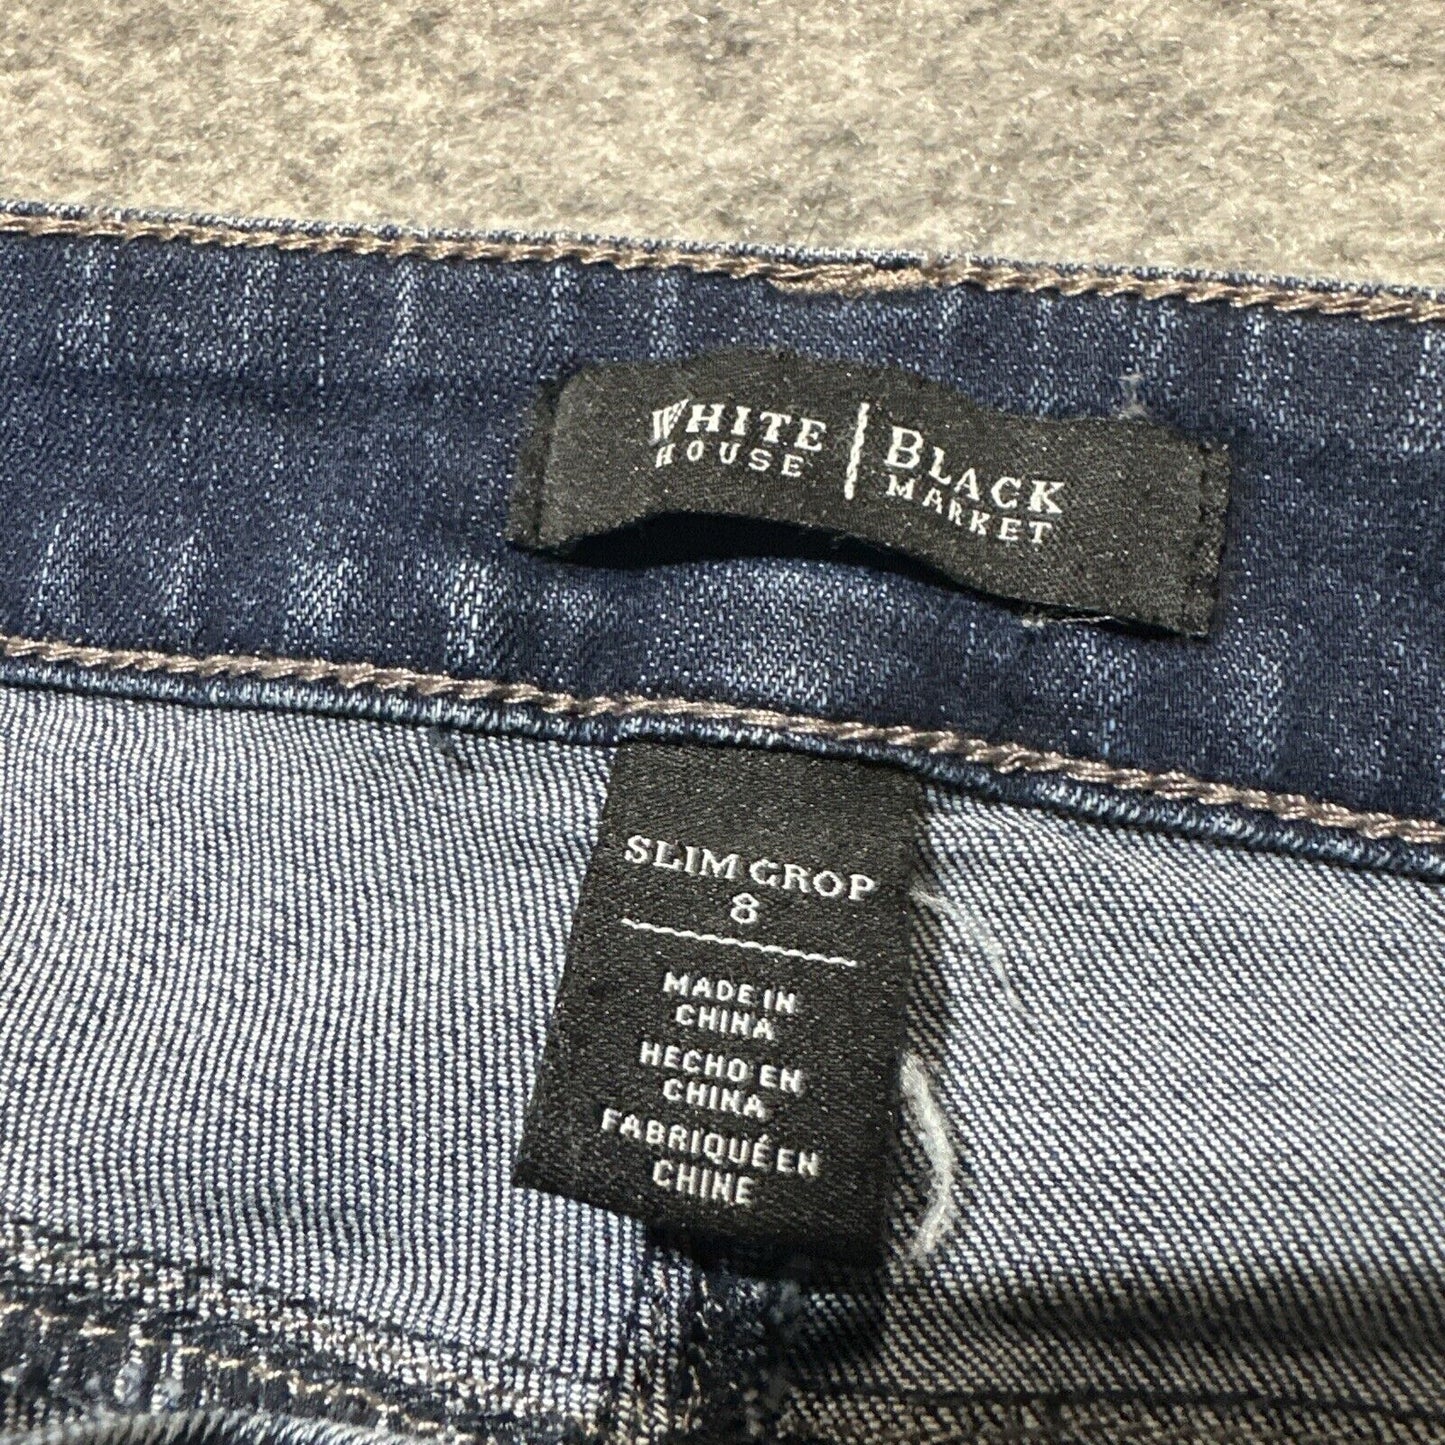 WHITE | BLACK
HOUSE MARKET
SLIM CROP
8
MADE IN
CHINA
HECHO EN
CHINA
FABRIQUÉ EN
CHINE